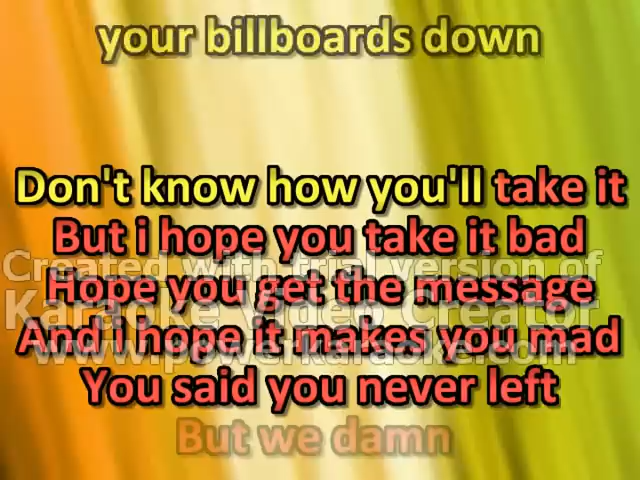 your billboards down
Don't know how you'll take it
But i hope you take it bad
Created with trial version of
Hope you get the message
Karaoke Video Creator
And i hope it makes you mad
www.powerkaraoke.com
You said you never left
But we damn